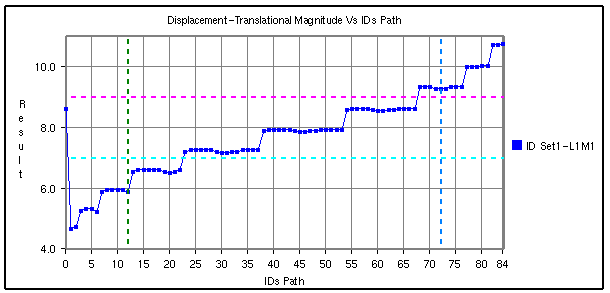 Displacement-Translational Magnitude Vs IDs Path
Result
10.0
8.0
6.0
4.0
0 5 10 15 20 25 30 35 40 45 50 55 60 65 70 75 80 84
IDs Path
ID Set1-L1M1